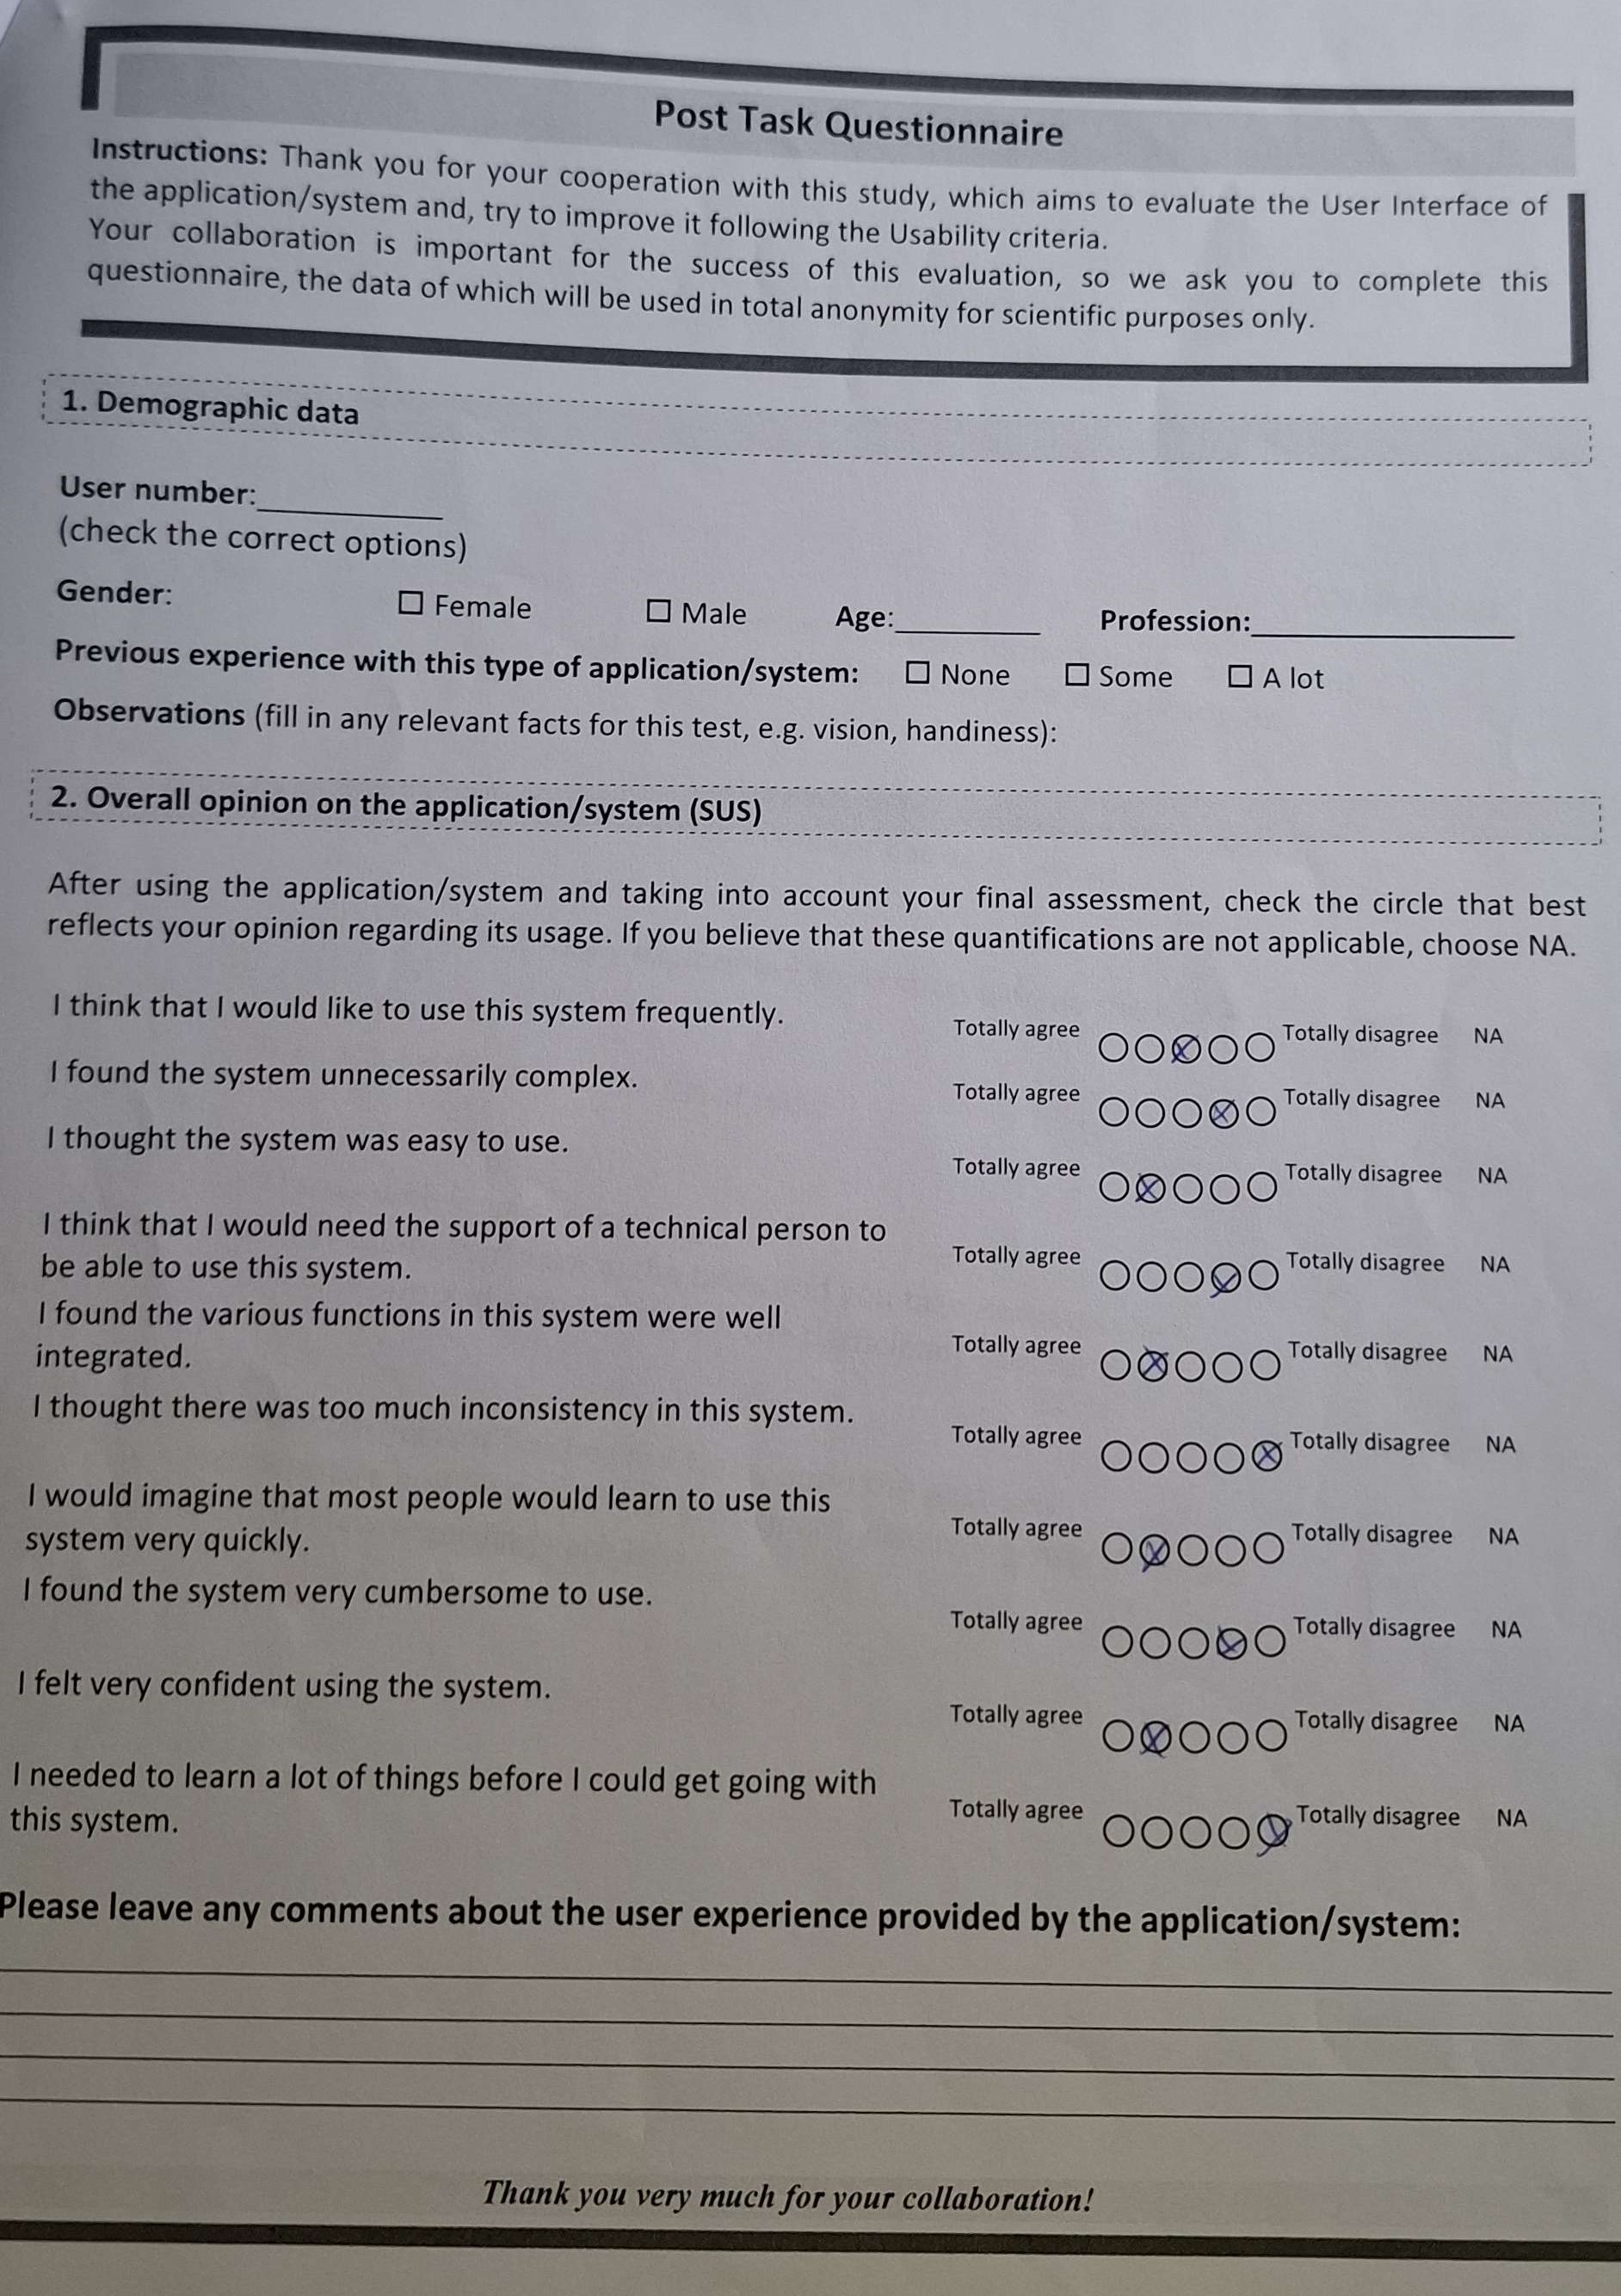 Post Task Questionnaire
Instructions: Thank you for your cooperation with this study, which aims to evaluate the User Interface of
the application/system and, try to improve it following the Usability criteria.
Your collaboration is important for the success of this evaluation, so we ask you to complete this
questionnaire, the data of which will be used in total anonymity for scientific purposes only.
1. Demographic data
User number:
(check the correct options)
Gender: Female Male Age: Profession:
Previous experience with this type of application/system: None Some A lot
Observations (fill in any relevant facts for this test, e.g. vision, handiness):
2. Overall opinion on the application/system (SUS)
After using the application/system and taking into account your final assessment, check the circle that best
reflects your opinion regarding its usage. If you believe that these quantifications are not applicable, choose NA.
I think that I would like to use this system frequently.
Totally agree Totally disagree NA
I found the system unnecessarily complex.
Totally agree Totally disagree NA
I thought the system was easy to use.
Totally agree Totally disagree NA
I think that I would need the support of a technical person to
be able to use this system.
Totally agree Totally disagree NA
I found the various functions in this system were well
integrated.
Totally agree Totally disagree NA
I thought there was too much inconsistency in this system.
Totally agree Totally disagree NA
I would imagine that most people would learn to use this
system very quickly.
Totally agree Totally disagree NA
I found the system very cumbersome to use.
Totally agree Totally disagree NA
I felt very confident using the system.
Totally agree Totally disagree NA
I needed to learn a lot of things before I could get going with
this system.
Totally agree Totally disagree NA
Please leave any comments about the user experience provided by the application/system:
Thank you very much for your collaboration!